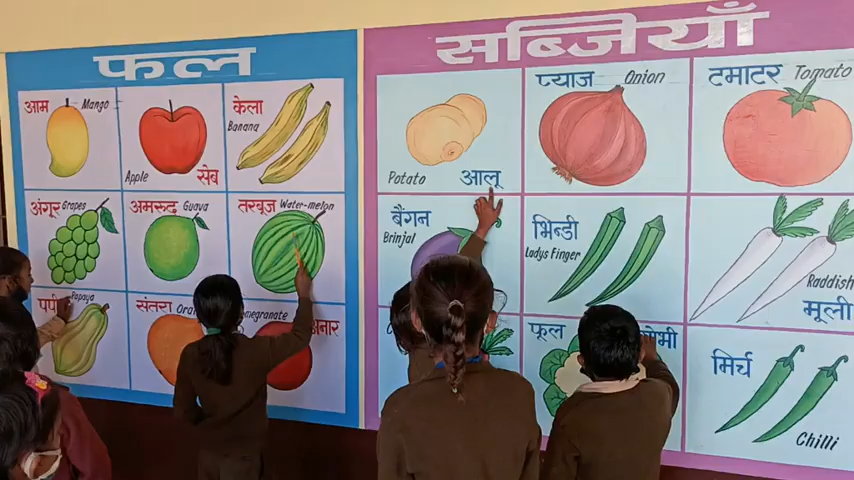 फल
आम Mango
Apple सेब
केला
Banana
अंगूर Grapes
अमरुद Guava
तरबूज Water-melon
Papaya
संतरा
अनार
सब्जियाँ
Potato आलू
प्याज Onion
टमाटर Tomato
बैंगन
Brinjal
भिन्डी
Ladys Finger
Raddish
मूली
फूल
मिर्च
Chilli